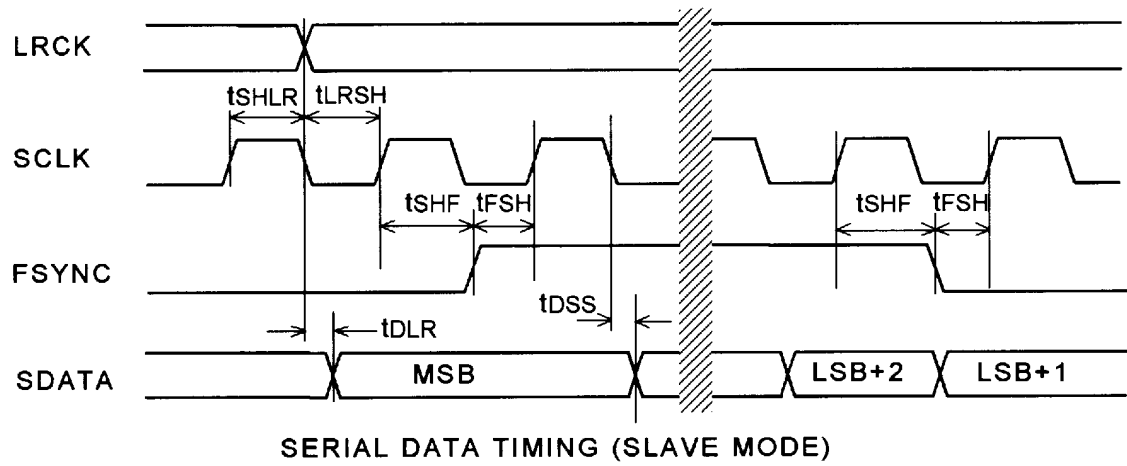 LRCK
tSHLR tLRSH
SCLK
tSHF tFSH tSHF tFSH
FSYNC
tDSS
tDLR
SDATA MSB LSB+2 LSB+1
SERIAL DATA TIMING (SLAVE MODE)